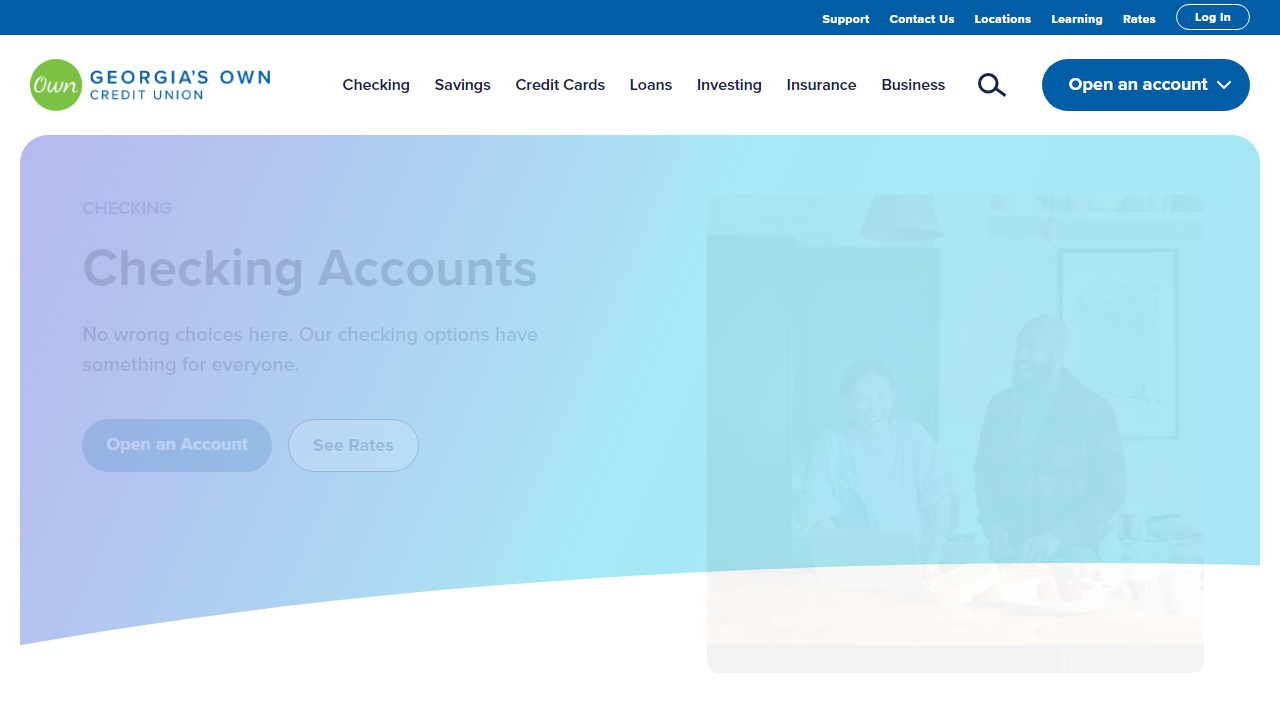 Support Contact Us Locations Learning Rates Log In
Own GEORGIA'S OWN
CREDIT UNION
Checking Savings Credit Cards Loans Investing Insurance Business
Open an account
CHECKING
Checking Accounts
No wrong choices here. Our checking options have
something for everyone.
Open an Account See Rates